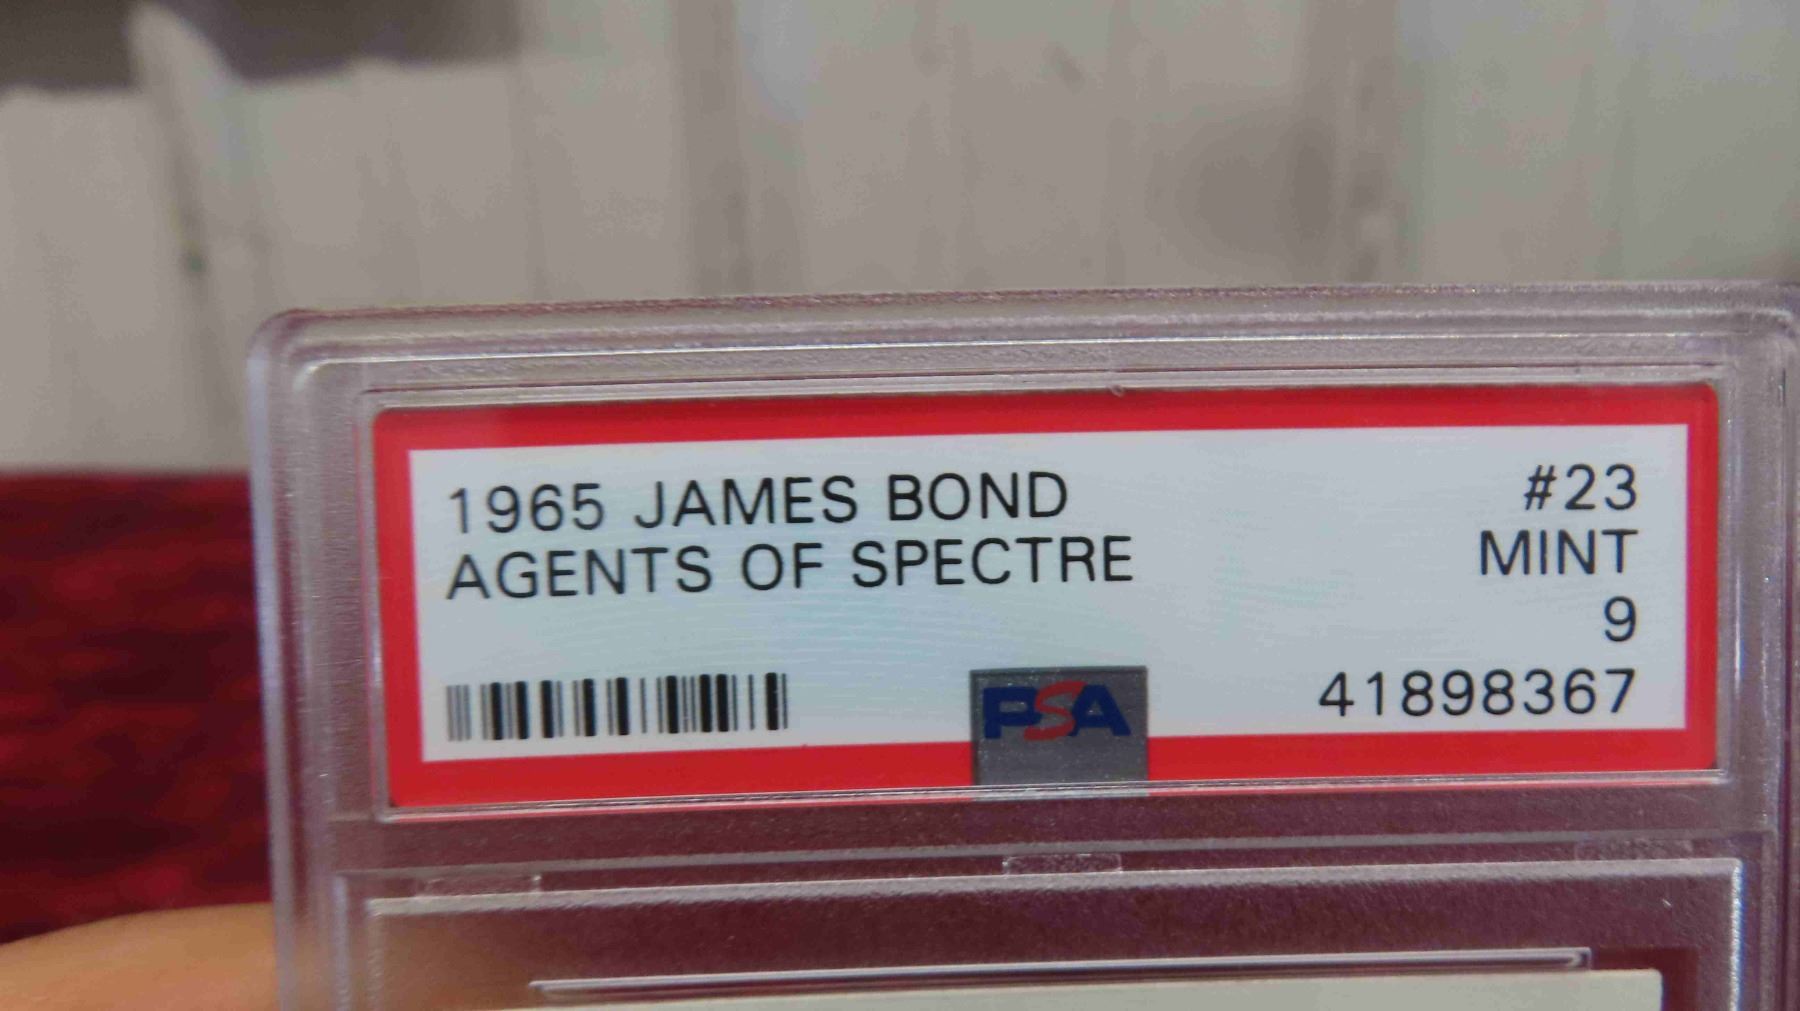 1965 JAMES BOND #23
AGENTS OF SPECTRE MINT
9
PSA 41898367